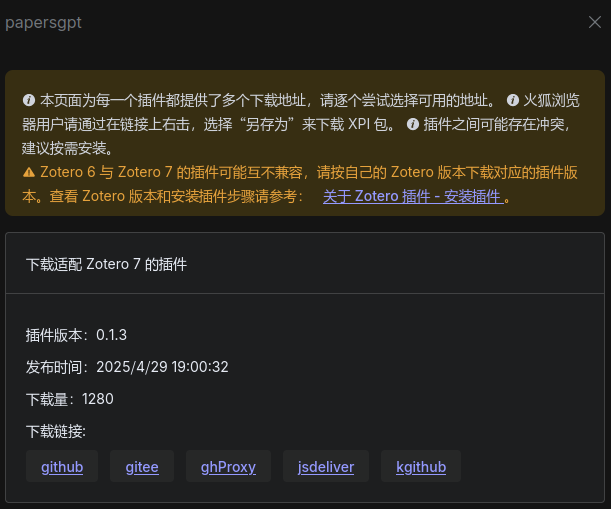 papersgpt
本页面为每一个插件都提供了多个下载地址，请逐个尝试选择可用的地址。 火狐浏览
器用户请通过在链接上右击，选择“另存为”来下载 XPI 包。 插件之间可能存在冲突，
建议按需安装。
Zotero 6 与 Zotero 7 的插件可能互不兼容，请按自己的 Zotero 版本下载对应的插件版
本。查看 Zotero 版本和安装插件步骤请参考： 关于 Zotero 插件 - 安装插件 。
下载适配 Zotero 7 的插件
插件版本：0.1.3
发布时间：2025/4/29 19:00:32
下载量：1280
下载链接:
github gitee ghProxy jsdeliver kgithub